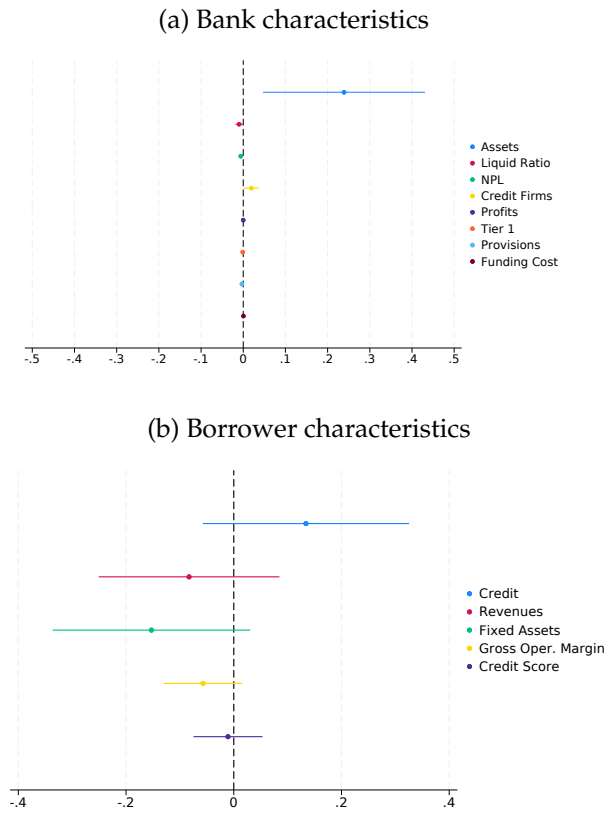 (a) Bank characteristics
Assets
Liquid Ratio
NPL
Credit Firms
Profits
Tier 1
Provisions
Funding Cost
-.5 -.4 -.3 -.2 -.1 0 .1 .2 .3 .4 .5
(b) Borrower characteristics
Credit
Revenues
Fixed Assets
Gross Oper. Margin
Credit Score
-.4 -.2 0 .2 .4